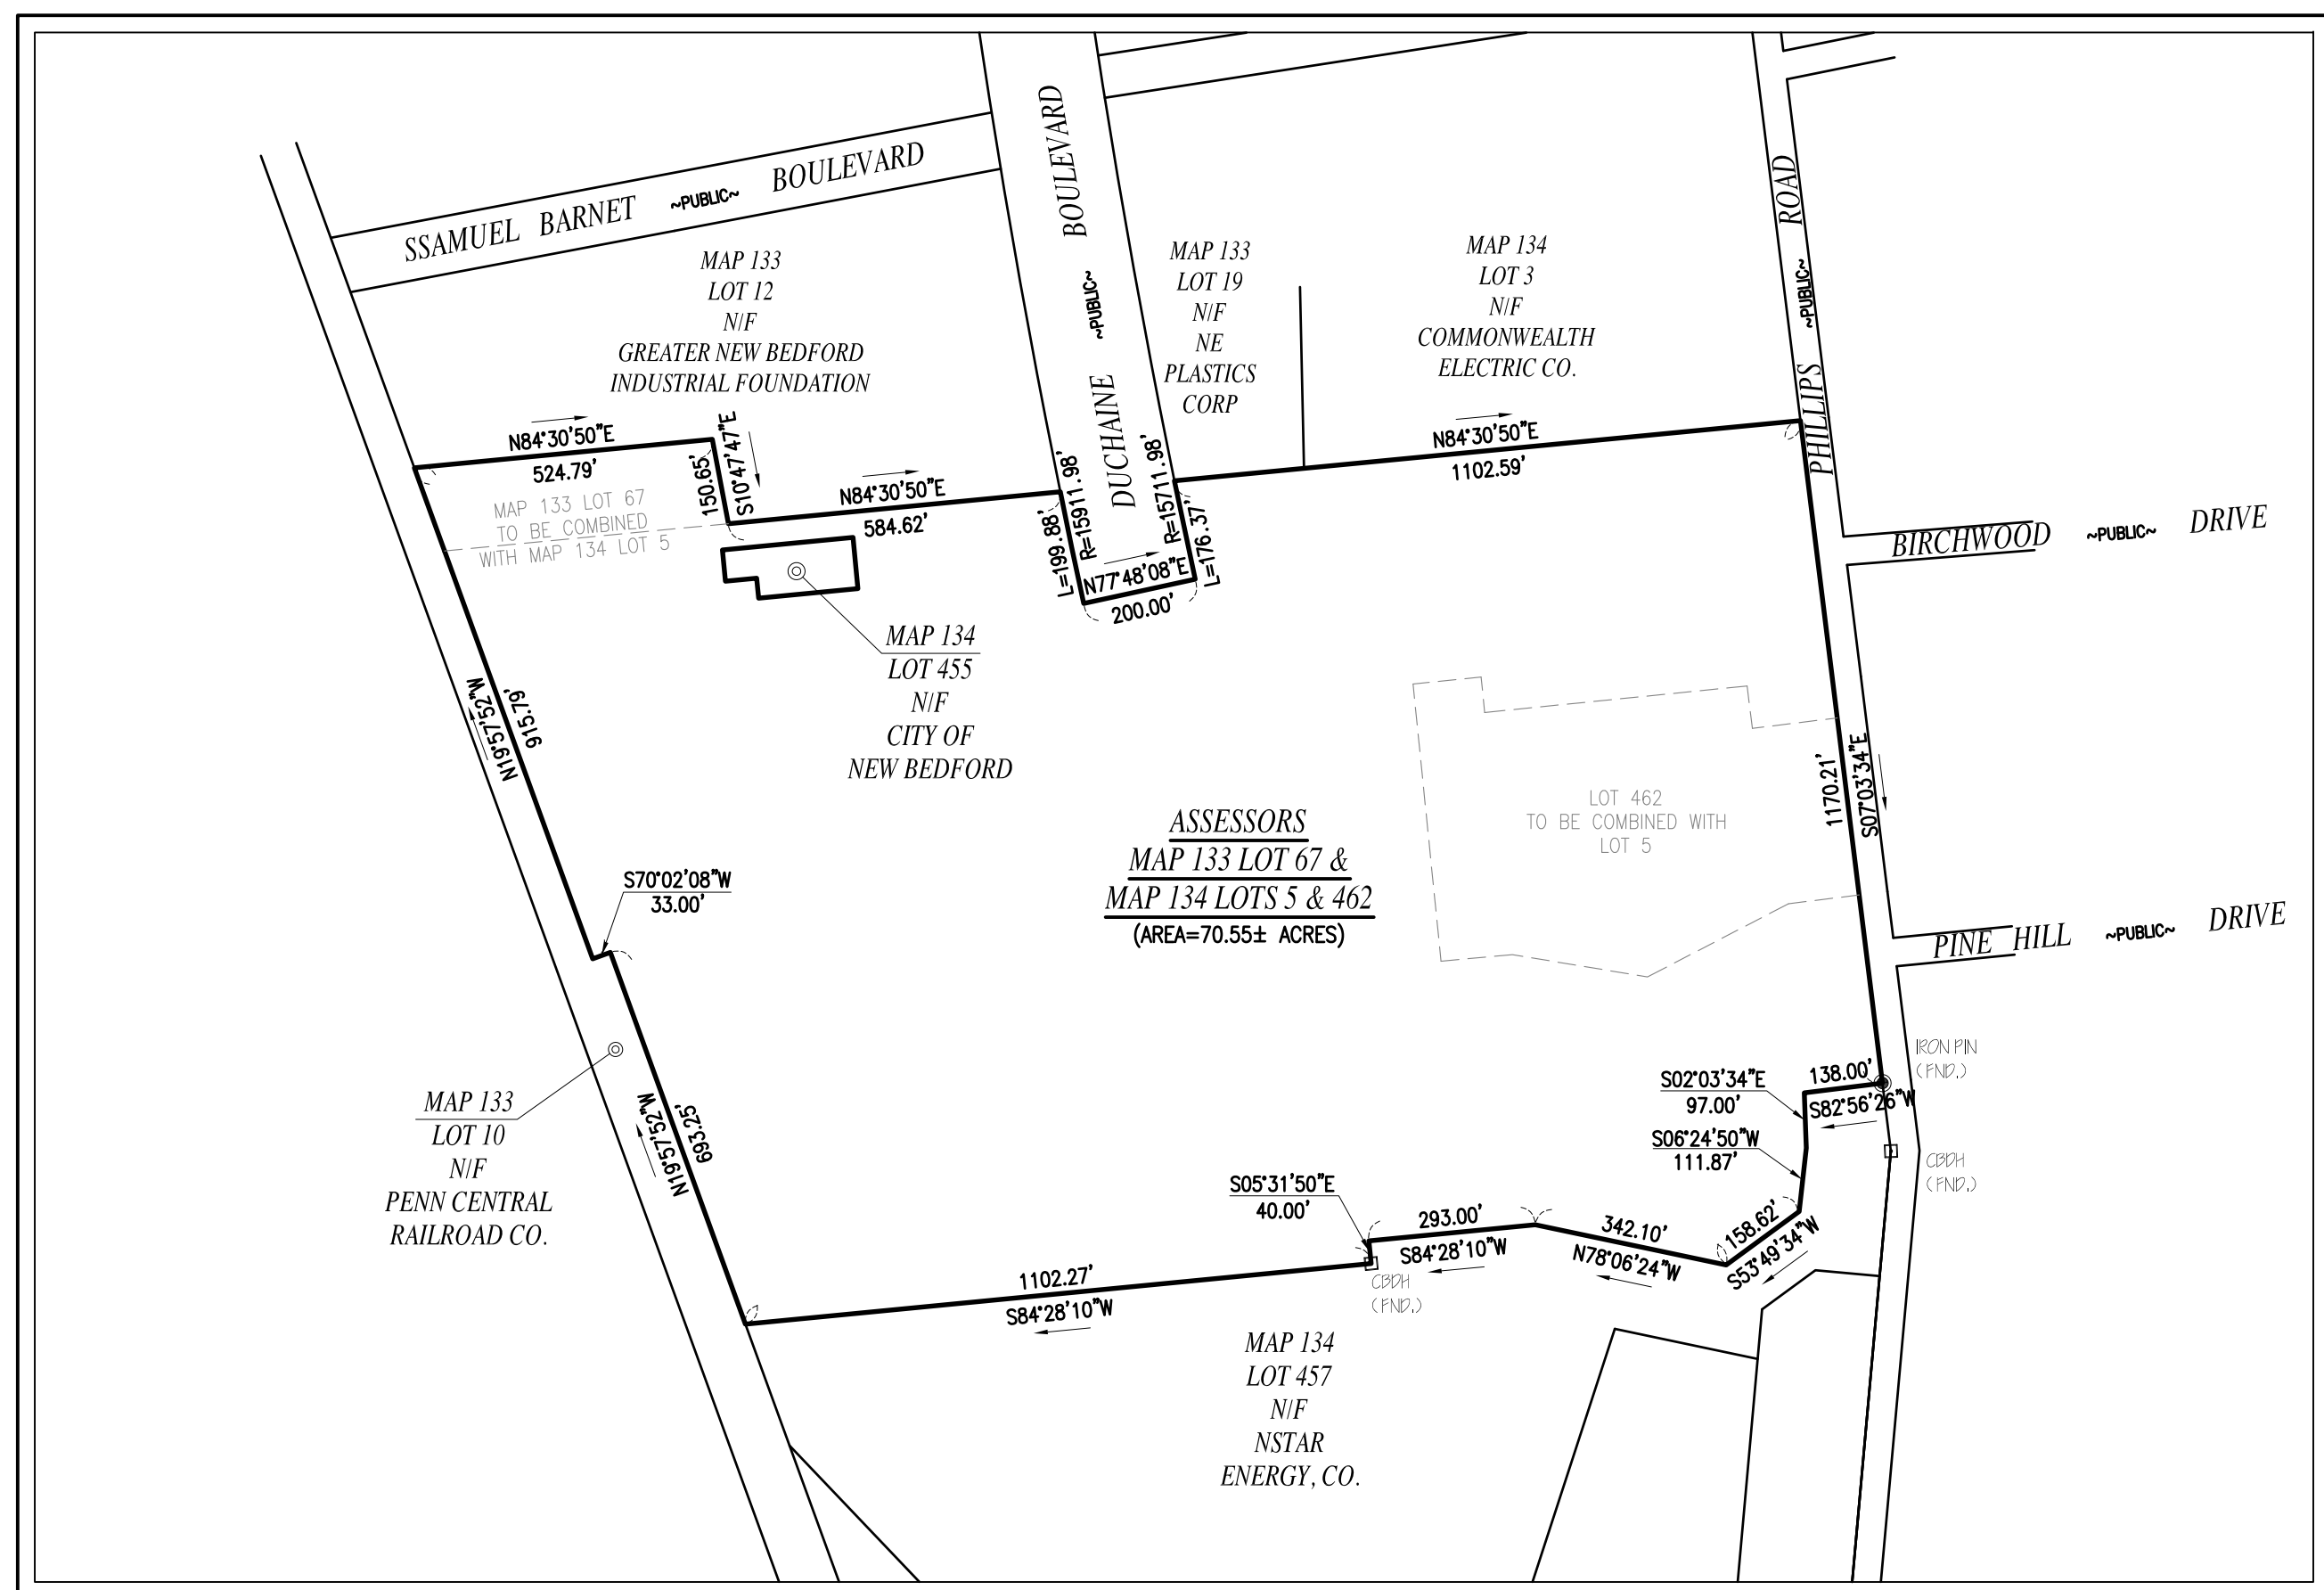 SSAMUEL BARNET ~PUBLIC~ BOULEVARD
DUCHAINE ~PUBLIC~ BOULEVARD
PHILLIPS ~PUBLIC~ ROAD
MAP 133
LOT 12
N/F
GREATER NEW BEDFORD
INDUSTRIAL FOUNDATION
MAP 133
LOT 19
N/F
NE
PLASTICS
CORP
MAP 134
LOT 3
N/F
COMMONWEALTH
ELECTRIC CO.
N84°30'50"E
524.79'
150.65'
S10°47'47"E
N84°30'50"E
584.62'
L=199.88'
R=15911.98'
N77°48'08"E
200.00'
R=15711.98'
L=176.37'
N84°30'50"E
1102.59'
MAP 133 LOT 67
TO BE COMBINED
WITH MAP 134 LOT 5
BIRCHWOOD ~PUBLIC~ DRIVE
MAP 134
LOT 455
N/F
CITY OF
NEW BEDFORD
N19°57'52"W
915.79'
1170.21'
S07°03'34"E
LOT 462
TO BE COMBINED WITH
LOT 5
ASSESSORS
MAP 133 LOT 67 &
MAP 134 LOTS 5 & 462
(AREA=70.55± ACRES)
S70°02'08"W
33.00'
PINE HILL ~PUBLIC~ DRIVE
IRON PIN
(FND.)
138.00'
S82°56'26"W
S02°03'34"E
97.00'
S06°24'50"W
111.87'
CBDH
(FND.)
MAP 133
LOT 10
N/F
PENN CENTRAL
RAILROAD CO.
N19°57'52"W
693.25'
S05°31'50"E
40.00'
293.00'
S84°28'10"W
342.10'
N78°06'24"W
158.62'
S53°49'34"W
1102.27'
S84°28'10"W
CBDH
(FND.)
MAP 134
LOT 457
N/F
NSTAR
ENERGY, CO.